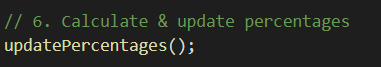 // 6. Calculate & update percentages
updatePercentages();